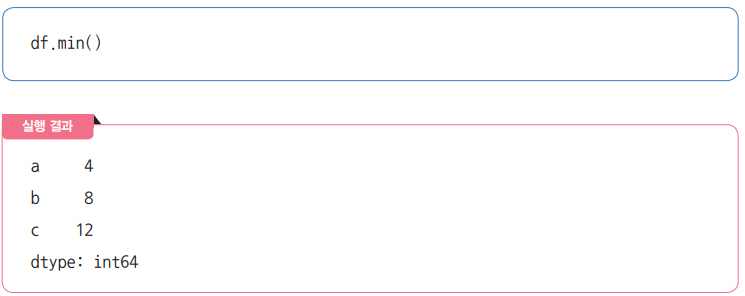 df.min()
실행 결과
a     4
b     8
c    12
dtype: int64